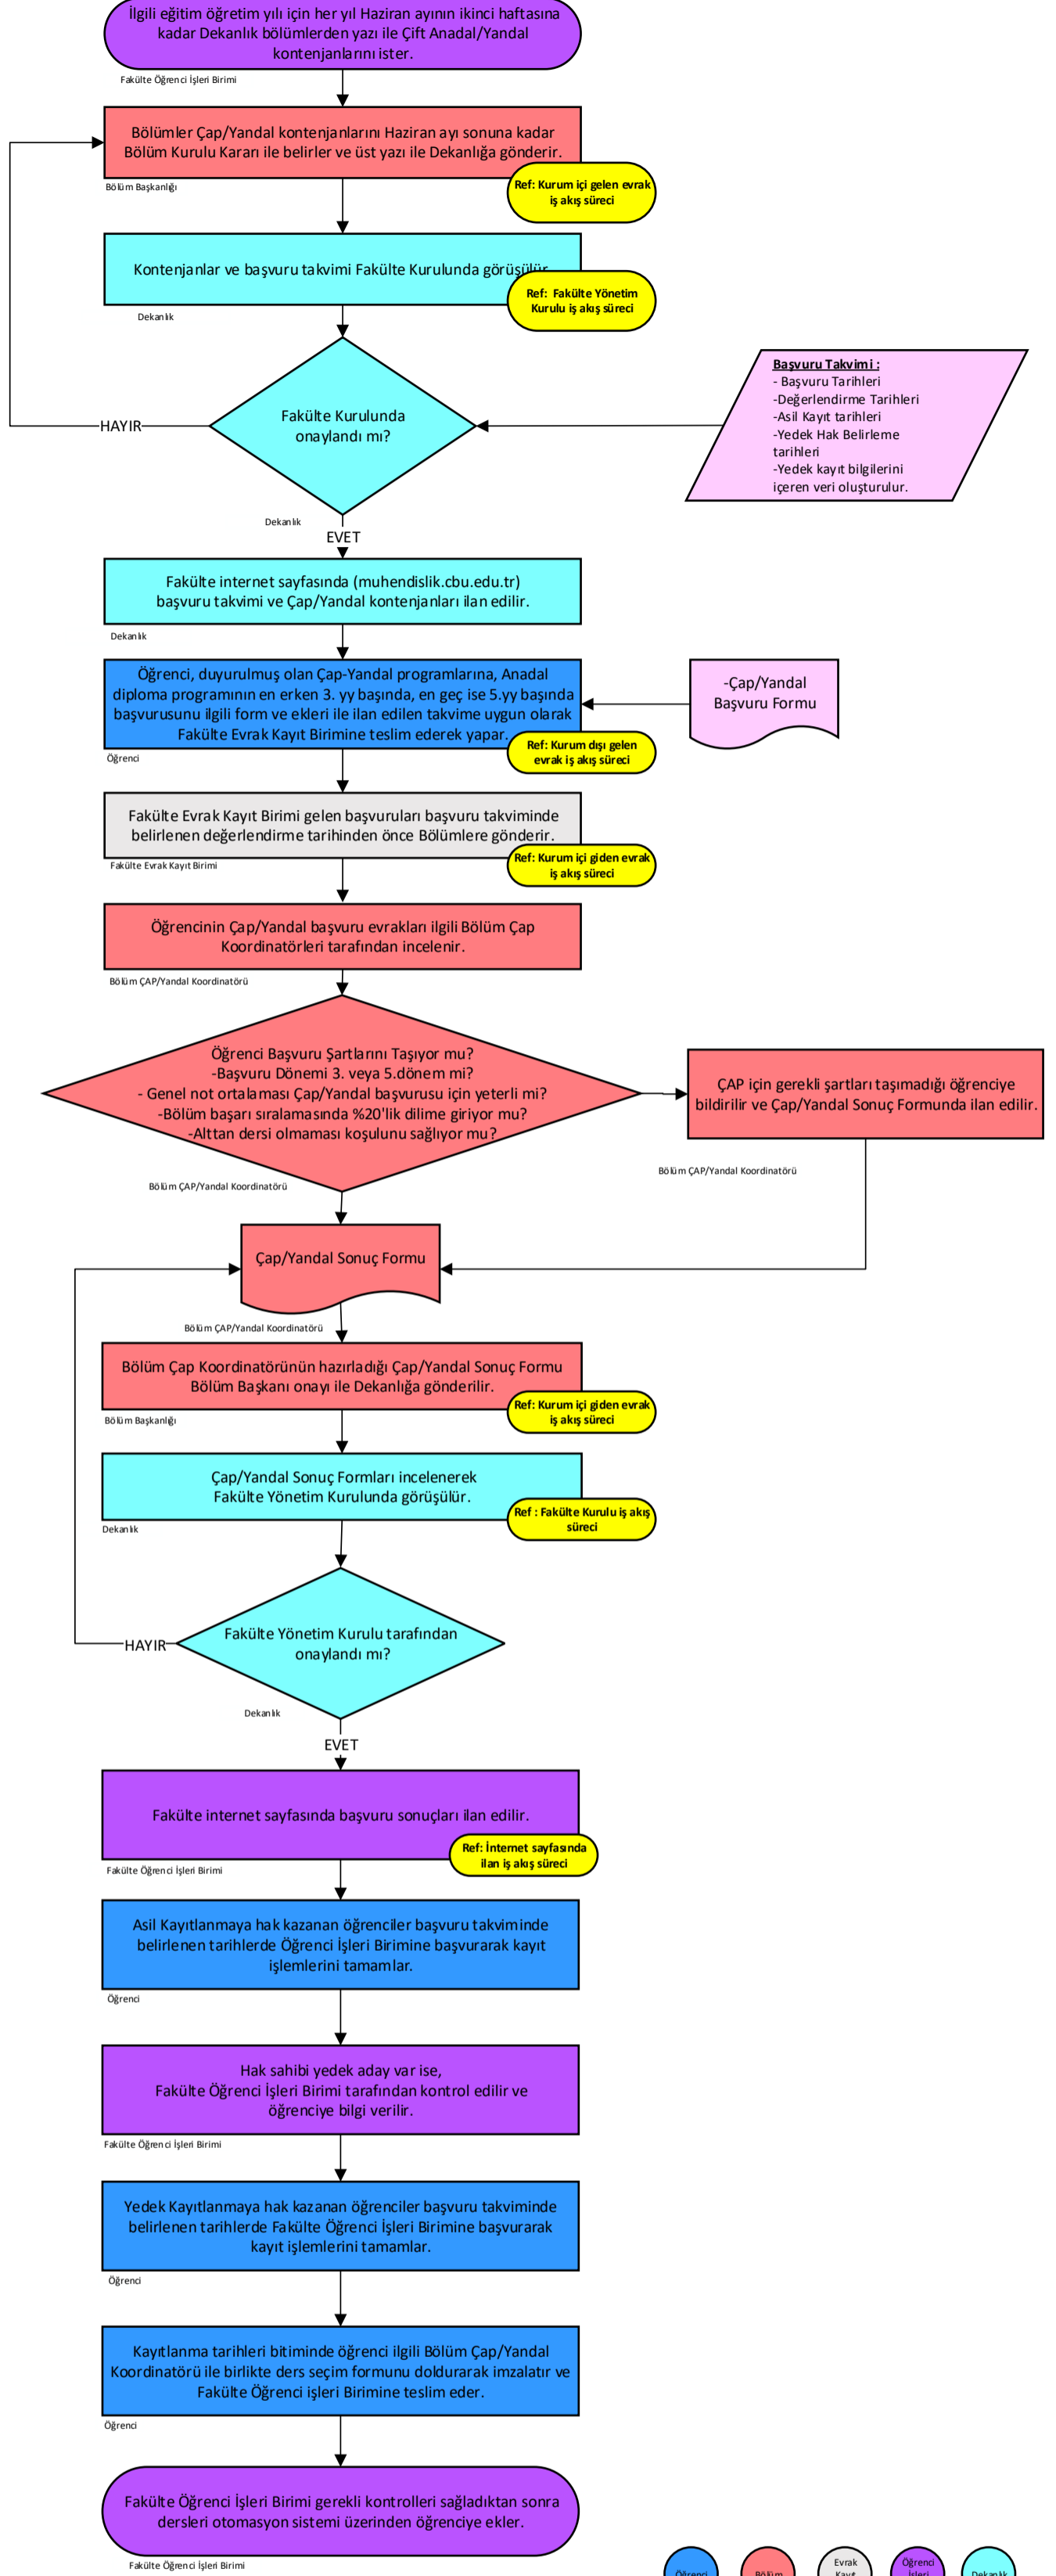 İlgili eğitim öğretim yılı için her yıl Haziran ayının ikinci haftasına
kadar Dekanlık bölümlerden yazı ile Çift Anadal/Yandal
kontenjanlarını ister.
Fakülte Öğrenci İşleri Birimi
Bölümler Çap/Yandal kontenjanlarını Haziran ayı sonuna kadar
Bölüm Kurulu Kararı ile belirler ve üst yazı ile Dekanlığa gönderir.
Bölüm Başkanlığı
Ref: Kurum içi gelen evrak
iş akış süreci
Kontenjanlar ve başvuru takvimi Fakülte Kurulunda görüşülür.
Dekanlık
Ref: Fakülte Yönetim
Kurulu iş akış süreci
Fakülte Kurulunda
onaylandı mı?
HAYIR
Başvuru Takvimi :
- Başvuru Tarihleri
-Değerlendirme Tarihleri
-Asil Kayıt tarihleri
-Yedek Hak Belirleme
tarihleri
-Yedek kayıt bilgilerini
içeren veri oluşturulur.
Dekanlık
EVET
Fakülte internet sayfasında (muhendislik.cbu.edu.tr)
başvuru takvimi ve Çap/Yandal kontenjanları ilan edilir.
Dekanlık
Öğrenci, duyurulmuş olan Çap-Yandal programlarına, Anadal
diploma programının en erken 3. yy başında, en geç ise 5.yy başında
başvurusunu ilgili form ve ekleri ile ilan edilen takvime uygun olarak
Fakülte Evrak Kayıt Birimine teslim ederek yapar.
-Çap/Yandal
Başvuru Formu
Öğrenci
Ref: Kurum dışı gelen
evrak iş akış süreci
Fakülte Evrak Kayıt Birimi gelen başvuruları başvuru takviminde
belirlenen değerlendirme tarihinden önce Bölümlere gönderir.
Fakülte Evrak Kayıt Birimi
Ref: Kurum içi giden evrak
iş akış süreci
Öğrencinin Çap/Yandal başvuru evrakları ilgili Bölüm Çap
Koordinatörleri tarafından incelenir.
Bölüm ÇAP/Yandal Koordinatörü
Öğrenci Başvuru Şartlarını Taşıyor mu?
-Başvuru Dönemi 3. veya 5.dönem mi?
- Genel not ortalaması Çap/Yandal başvurusu için yeterli mi?
-Bölüm başarı sıralamasında %20'lik dilime giriyor mu?
-Alttan dersi olmaması koşulunu sağlıyor mu?
ÇAP için gerekli şartları taşımadığı öğrenciye
bildirilir ve Çap/Yandal Sonuç Formunda ilan edilir.
Bölüm ÇAP/Yandal Koordinatörü
Bölüm ÇAP/Yandal Koordinatörü
Çap/Yandal Sonuç Formu
Bölüm ÇAP/Yandal Koordinatörü
Bölüm Çap Koordinatörünün hazırladığı Çap/Yandal Sonuç Formu
Bölüm Başkanı onayı ile Dekanlığa gönderilir.
Bölüm Başkanlığı
Ref: Kurum içi giden evrak
iş akış süreci
Çap/Yandal Sonuç Formları incelenerek
Fakülte Yönetim Kurulunda görüşülür.
Dekanlık
Ref : Fakülte Kurulu iş akış
süreci
Fakülte Yönetim Kurulu tarafından
onaylandı mı?
HAYIR
Dekanlık
EVET
Fakülte internet sayfasında başvuru sonuçları ilan edilir.
Fakülte Öğrenci İşleri Birimi
Ref: İnternet sayfasında
ilan iş akış süreci
Asil Kayıtlanmaya hak kazanan öğrenciler başvuru takviminde
belirlenen tarihlerde Öğrenci İşleri Birimine başvurarak kayıt
işlemlerini tamamlar.
Öğrenci
Hak sahibi yedek aday var ise,
Fakülte Öğrenci İşleri Birimi tarafından kontrol edilir ve
öğrenciye bilgi verilir.
Fakülte Öğrenci İşleri Birimi
Yedek Kayıtlanmaya hak kazanan öğrenciler başvuru takviminde
belirlenen tarihlerde Fakülte Öğrenci İşleri Birimine başvurarak
kayıt işlemlerini tamamlar.
Öğrenci
Kayıtlanma tarihleri bitiminde öğrenci ilgili Bölüm Çap/Yandal
Koordinatörü ile birlikte ders seçim formunu doldurarak imzalatır ve
Fakülte Öğrenci işleri Birimine teslim eder.
Öğrenci
Fakülte Öğrenci İşleri Birimi gerekli kontrolleri sağladıktan sonra
dersleri otomasyon sistemi üzerinden öğrenciye ekler.
Fakülte Öğrenci İşleri Birimi
Öğrenci
Bölüm
Evrak
Kayıt
Öğrenci
İşleri
Dekanlık